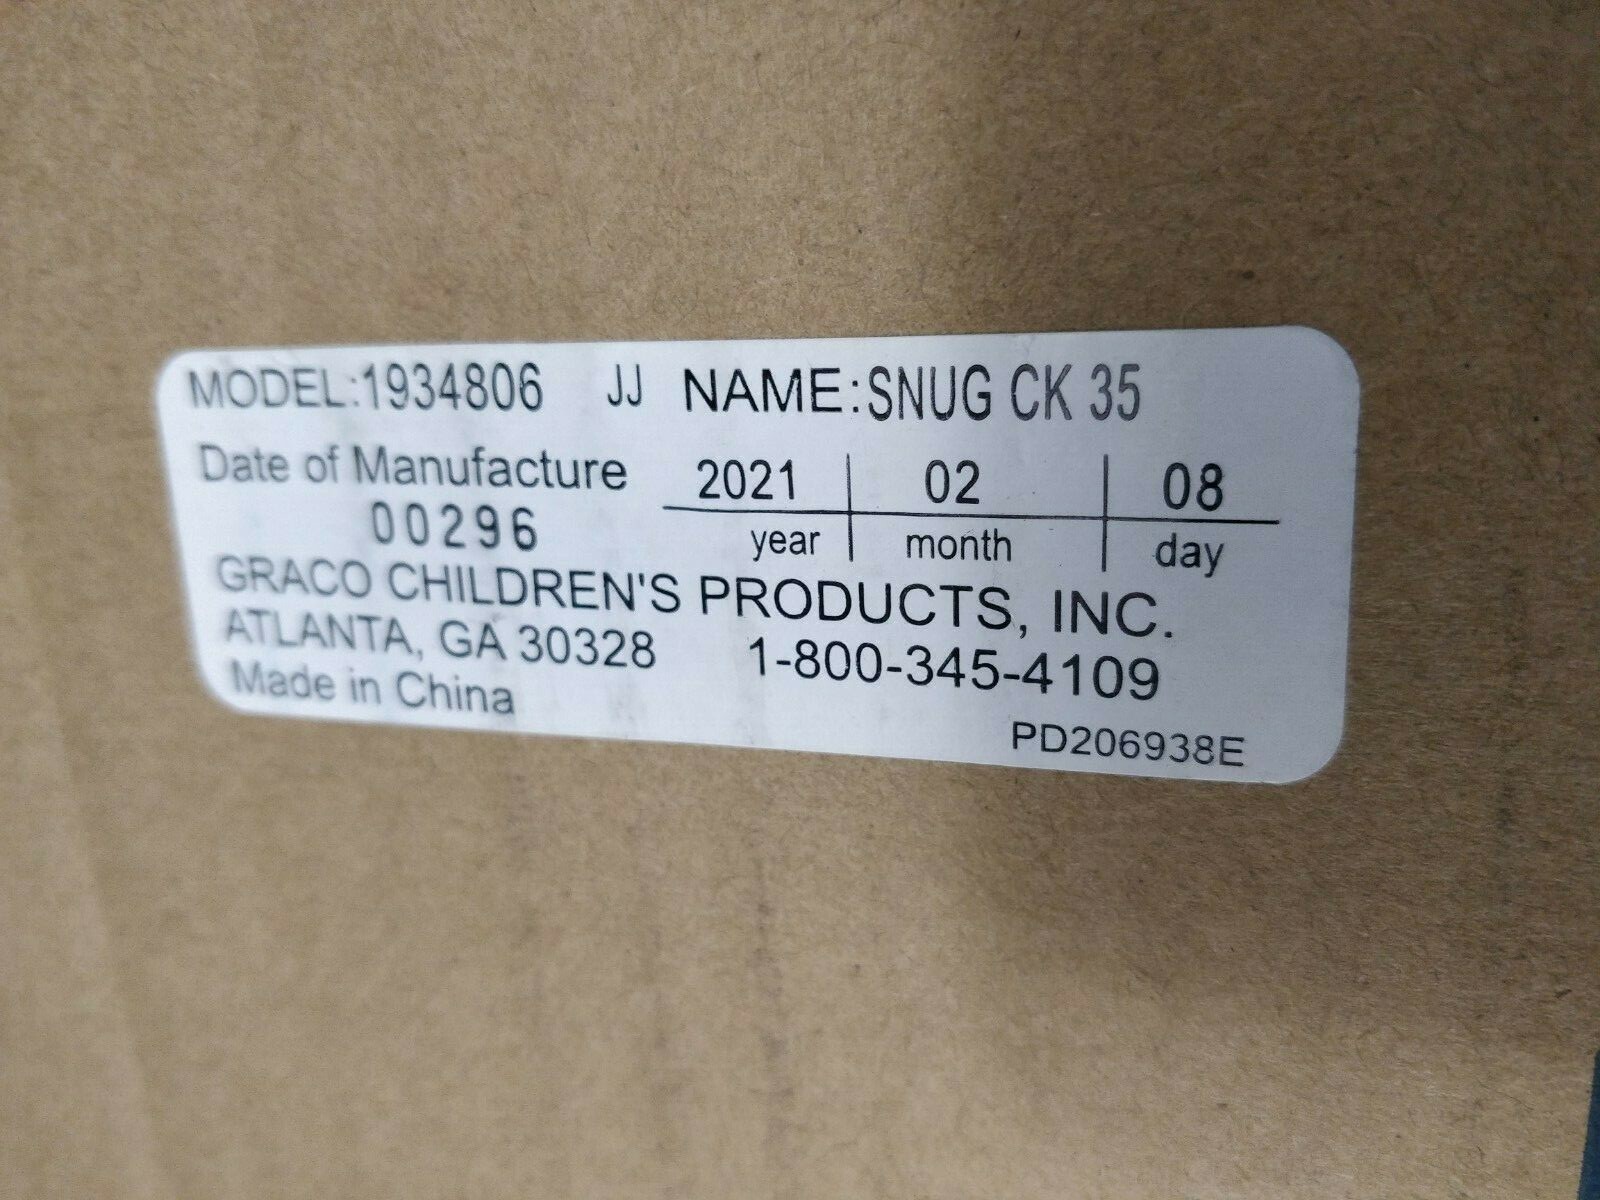 MODEL:1934806 JJ NAME:SNUG CK 35
Date of Manufacture 2021 02 08
00296 year month day
GRACO CHILDREN'S PRODUCTS, INC.
ATLANTA, GA 30328 1-800-345-4109
Made in China
PD206938E